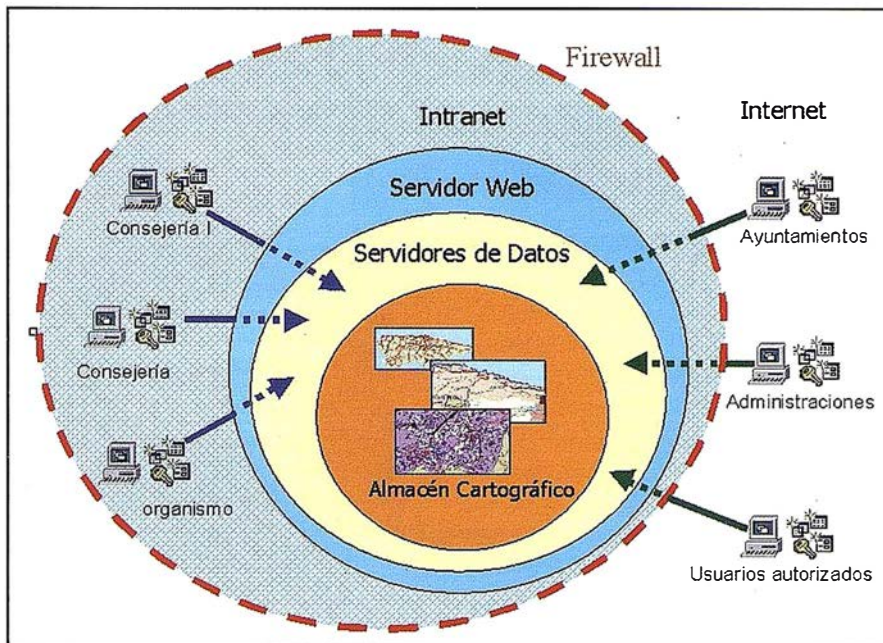 Firewall
Internet
Intranet
Servidor Web
Consejería I
Ayuntamientos
Servidores de Datos
Consejería
Administraciones
Almacén Cartográfico
organismo
Usuarios autorizados